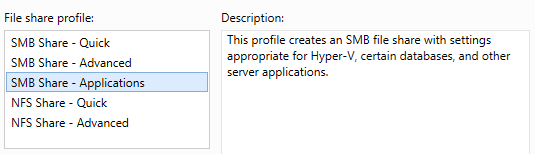 File share profile:
SMB Share - Quick
SMB Share - Advanced
SMB Share - Applications
NFS Share - Quick
NFS Share - Advanced
Description:
This profile creates an SMB file share with settings
appropriate for Hyper-V, certain databases, and other
server applications.